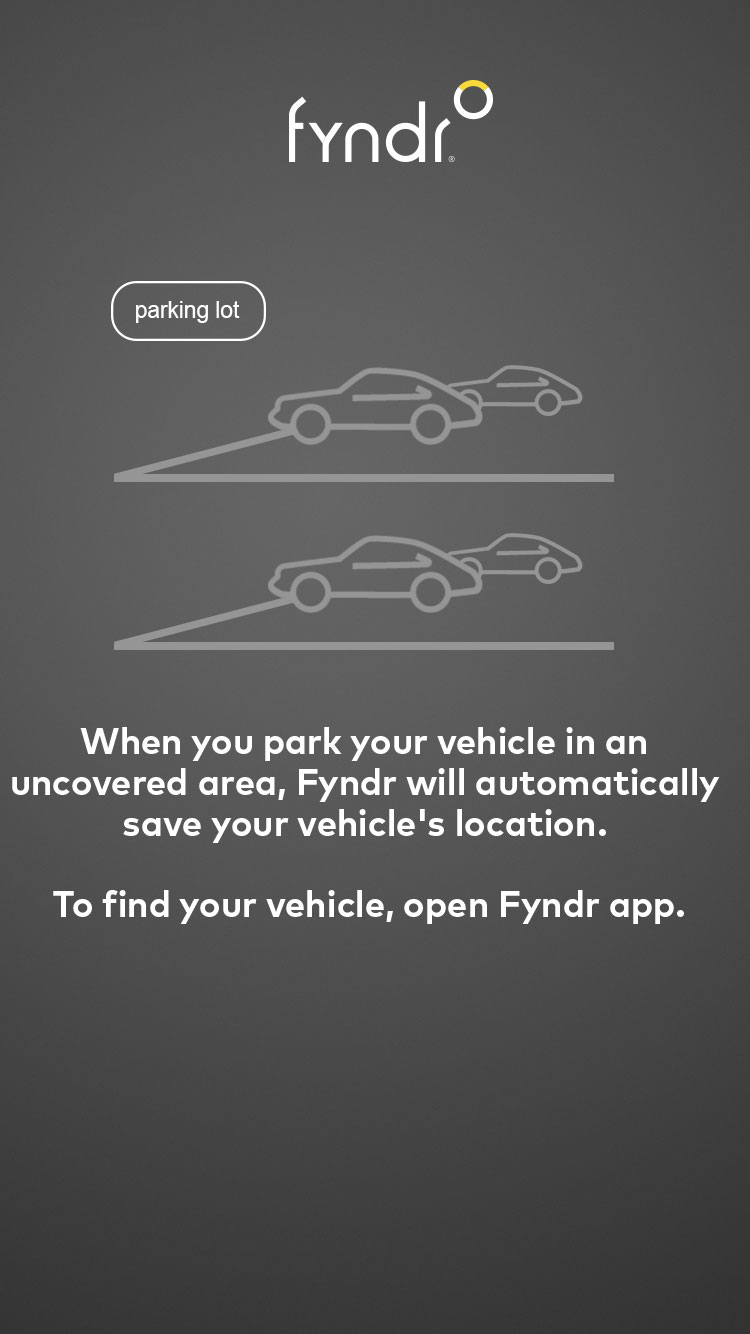 fyndr®
parking lot
When you park your vehicle in an
uncovered area, Fyndr will automatically
save your vehicle's location.
To find your vehicle, open Fyndr app.